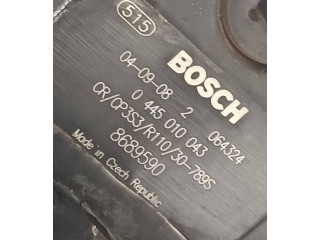 515
BOSCH
04-09-08 2 064324
0 445 010 043
CR/CP3S3/R110/30-789S
8689590
Made in Czech Republic